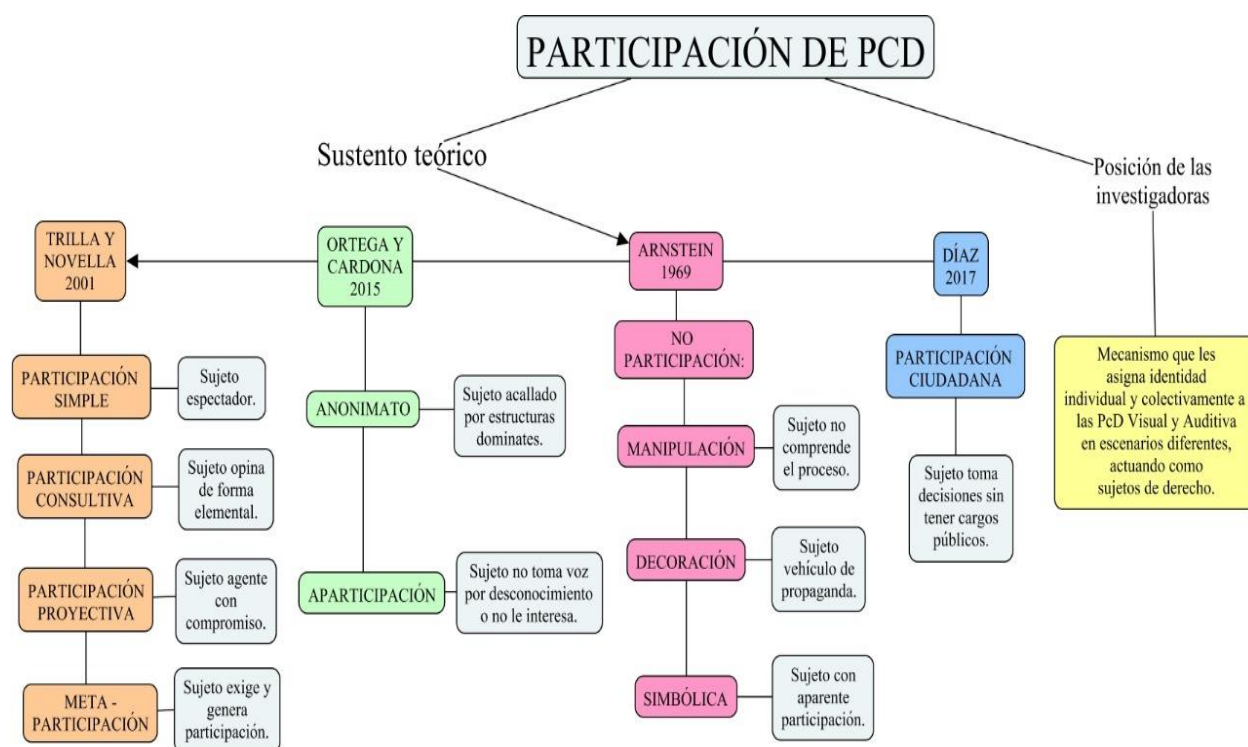 PARTICIPACIÓN DE PCD
Sustento teórico
Posición de las
investigadoras
TRILLA Y
NOVELLA
2001
PARTICIPACIÓN
SIMPLE
Sujeto
espectador.
PARTICIPACIÓN
CONSULTIVA
Sujeto opina
de forma
elemental.
PARTICIPACIÓN
PROYECTIVA
Sujeto agente
con
compromiso.
META -
PARTICIPACIÓN
Sujeto exige y
genera
participación.
ORTEGA Y
CARDONA
2015
ANONIMATO
Sujeto acallado
por estructuras
dominates.
APARTICIPACIÓN
Sujeto no toma voz
por desconocimiento
o no le interesa.
ARNSTEIN
1969
NO
PARTICIPACIÓN:
MANIPULACIÓN
Sujeto no
comprende
el proceso.
DECORACIÓN
Sujeto
vehículo de
propaganda.
SIMBÓLICA
Sujeto con
aparente
participación.
DÍAZ
2017
PARTICIPACIÓN
CIUDADANA
Sujeto toma
decisiones sin
tener cargos
públicos.
Mecanismo que les
asigna identidad
individual y colectivamente a
las PcD Visual y Auditiva
en escenarios diferentes,
actuando como
sujetos de derecho.